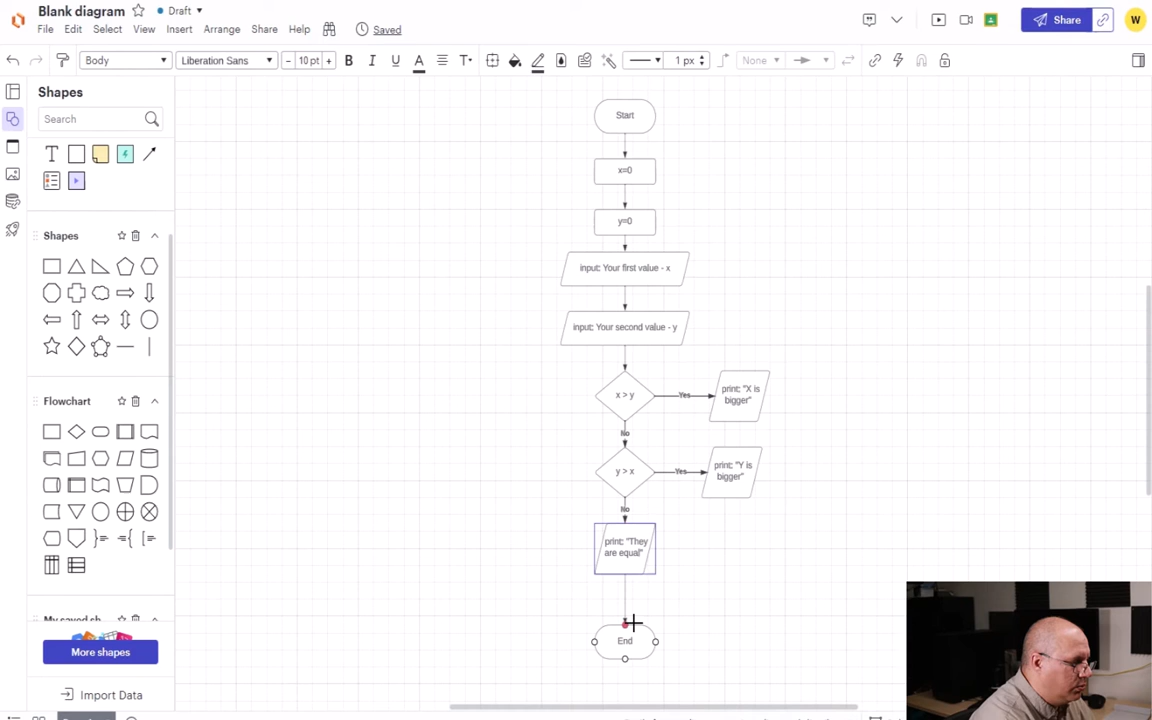 Blank diagram
Draft
File Edit Select View Insert Arrange Share Help Saved
Share
W
Body Liberation Sans 10 pt B I U A T 1 px None
Shapes
Search
T
Shapes
Flowchart
More shapes
Import Data
Start
x=0
y=0
input: Your first value - x
input: Your second value - y
x > y
Yes
print: "X is
bigger"
No
y > x
Yes
print: "Y is
bigger"
No
print: "They
are equal"
End